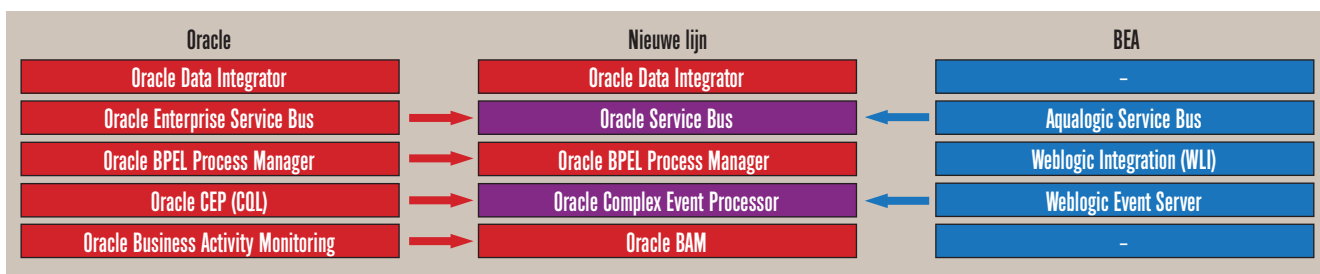 Oracle Nieuwe lijn BEA
Oracle Data Integrator Oracle Data Integrator –
Oracle Enterprise Service Bus Oracle Service Bus Aqualogic Service Bus
Oracle BPEL Process Manager Oracle BPEL Process Manager Weblogic Integration (WLI)
Oracle CEP (CQL) Oracle Complex Event Processor Weblogic Event Server
Oracle Business Activity Monitoring Oracle BAM –